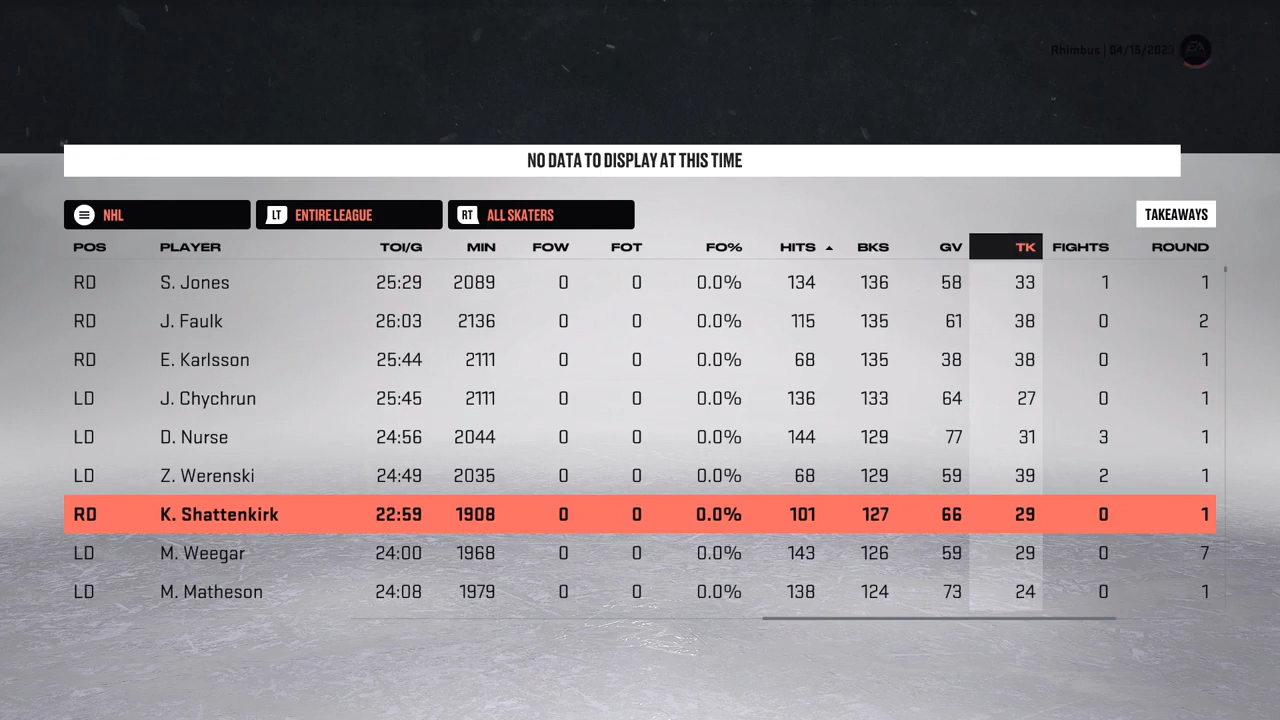 Rhimbus | 04/15/2023 EA
NO DATA TO DISPLAY AT THIS TIME
NHL LT ENTIRE LEAGUE RT ALL SKATERS TAKEAWAYS
POS PLAYER TOI/G MIN FOW FOT FO% HITS BKS GV TK FIGHTS ROUND
RD S. Jones 25:29 2089 0 0 0.0% 134 136 58 33 1 1
RD J. Faulk 26:03 2136 0 0 0.0% 115 135 61 38 0 2
RD E. Karlsson 25:44 2111 0 0 0.0% 68 135 38 38 0 1
LD J. Chychrun 25:45 2111 0 0 0.0% 136 133 64 27 0 1
LD D. Nurse 24:56 2044 0 0 0.0% 144 129 77 31 3 1
LD Z. Werenski 24:49 2035 0 0 0.0% 68 129 59 39 2 1
RD K. Shattenkirk 22:59 1908 0 0 0.0% 101 127 66 29 0 1
LD M. Weegar 24:00 1968 0 0 0.0% 143 126 59 29 0 7
LD M. Matheson 24:08 1979 0 0 0.0% 138 124 73 24 0 1